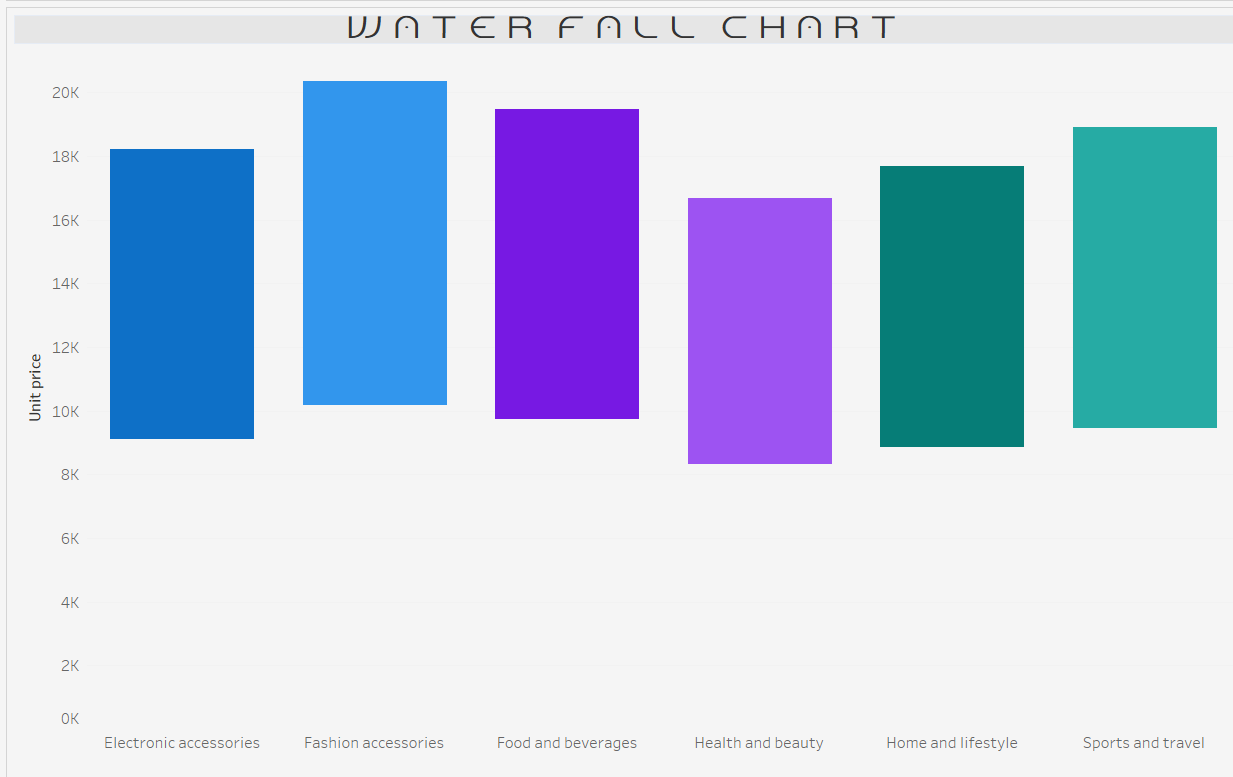 WATER FALL CHART
20K
18K
16K
14K
12K
Unit price
10K
8K
6K
4K
2K
0K
Electronic accessories
Fashion accessories
Food and beverages
Health and beauty
Home and lifestyle
Sports and travel